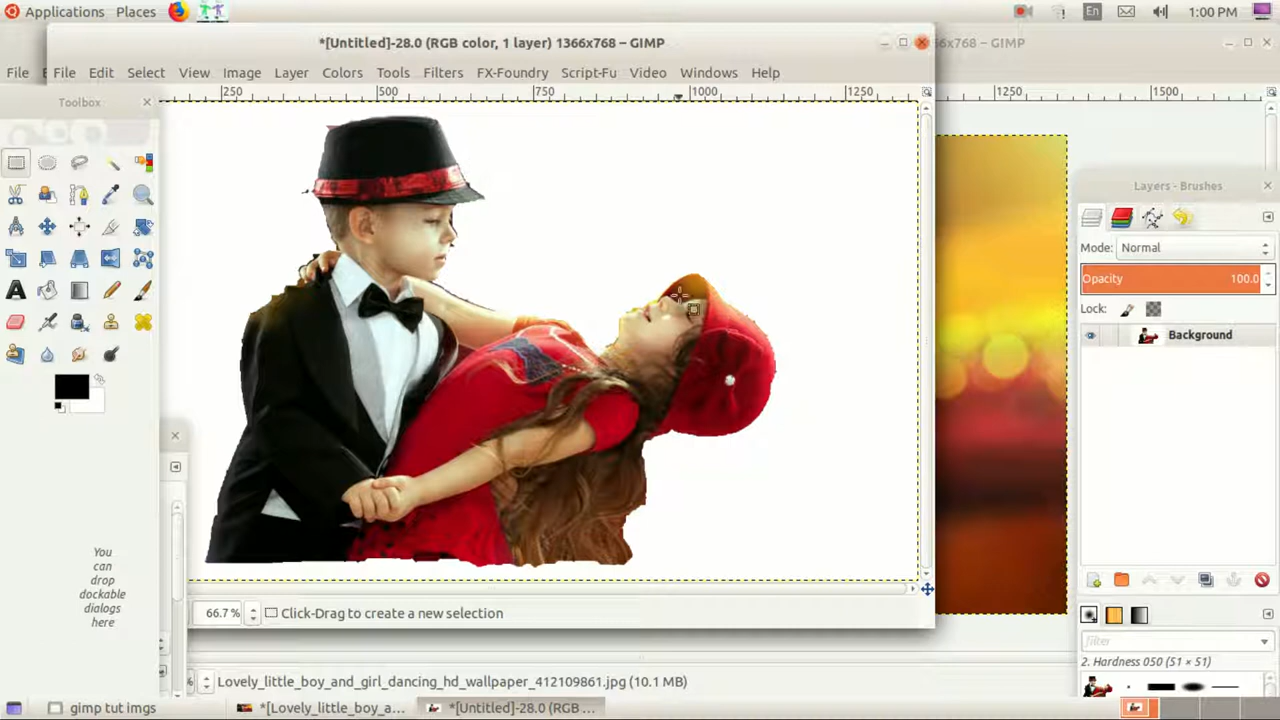 Applications Places En 1:00 PM
*[Untitled]-28.0 (RGB color, 1 layer) 1366x768 – GIMP
6x768 – GIMP
File File Edit Select View Image Layer Colors Tools Filters FX-Foundry Script-Fu Video Windows Help
Toolbox
250 500 750 1000 1250
1250 1500
Layers - Brushes
Mode: Normal
Opacity 100.0
Lock:
Background
You
can
drop
dockable
dialogs
here
66.7 % Click-Drag to create a new selection
filter
2. Hardness 050 (51 × 51)
% Lovely_little_boy_and_girl_dancing_hd_wallpaper_412109861.jpg (10.1 MB)
gimp tut imgs *[Lovely_little_boy_a... *[Untitled]-28.0 (RGB ...